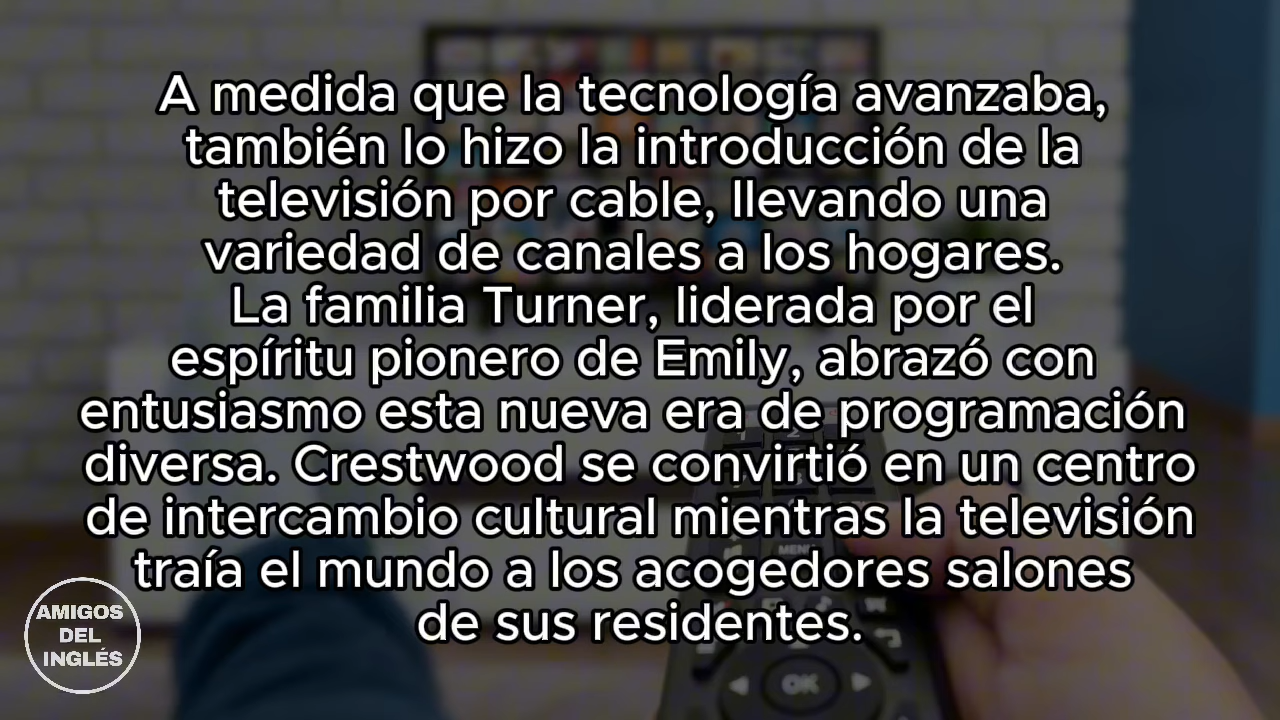 A medida que la tecnología avanzaba,
también lo hizo la introducción de la
televisión por cable, llevando una
variedad de canales a los hogares.
La familia Turner, liderada por el
espíritu pionero de Emily, abrazó con
entusiasmo esta nueva era de programación
diversa. Crestwood se convirtió en un centro
de intercambio cultural mientras la televisión
traía el mundo a los acogedores salones
de sus residentes.
AMIGOS
DEL
INGLÉS
MENU
OK